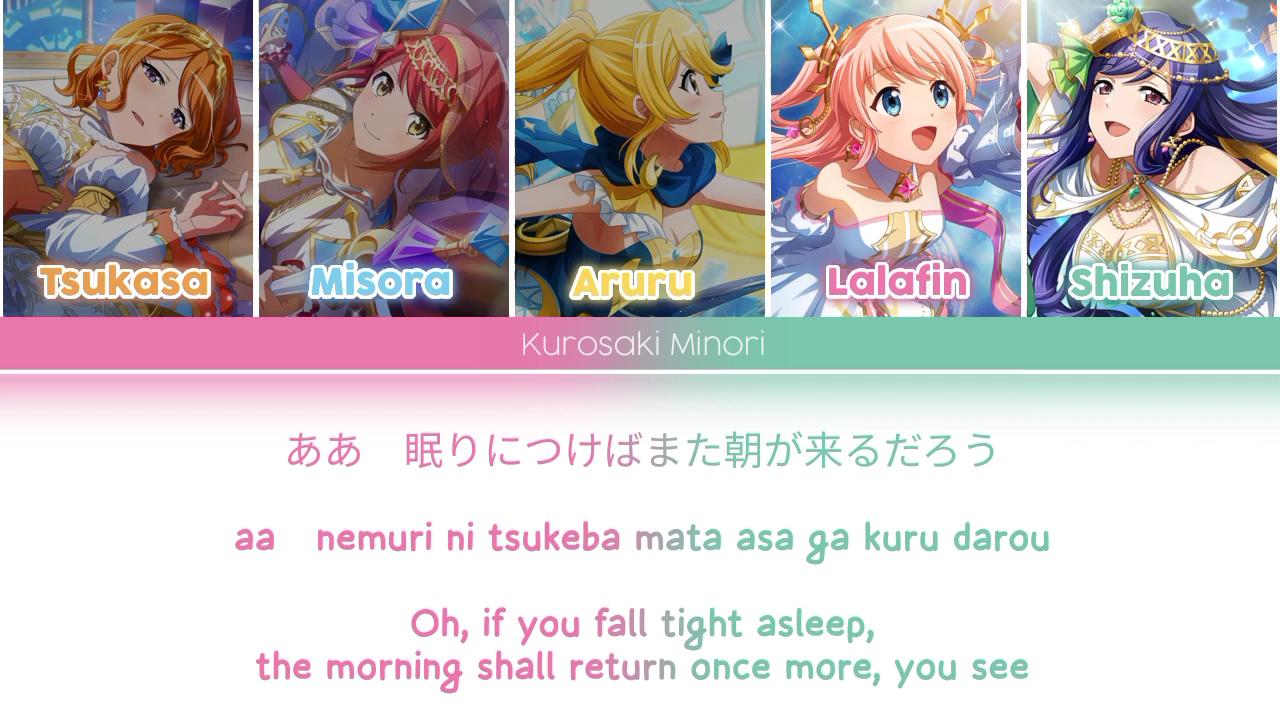 Tsukasa
Misora
Aruru
Lalafin
Shizuha
Kurosaki Minori
ああ　眠りにつけばまた朝が来るだろう
aa　nemuri ni tsukeba mata asa ga kuru darou
Oh, if you fall tight asleep,
the morning shall return once more, you see